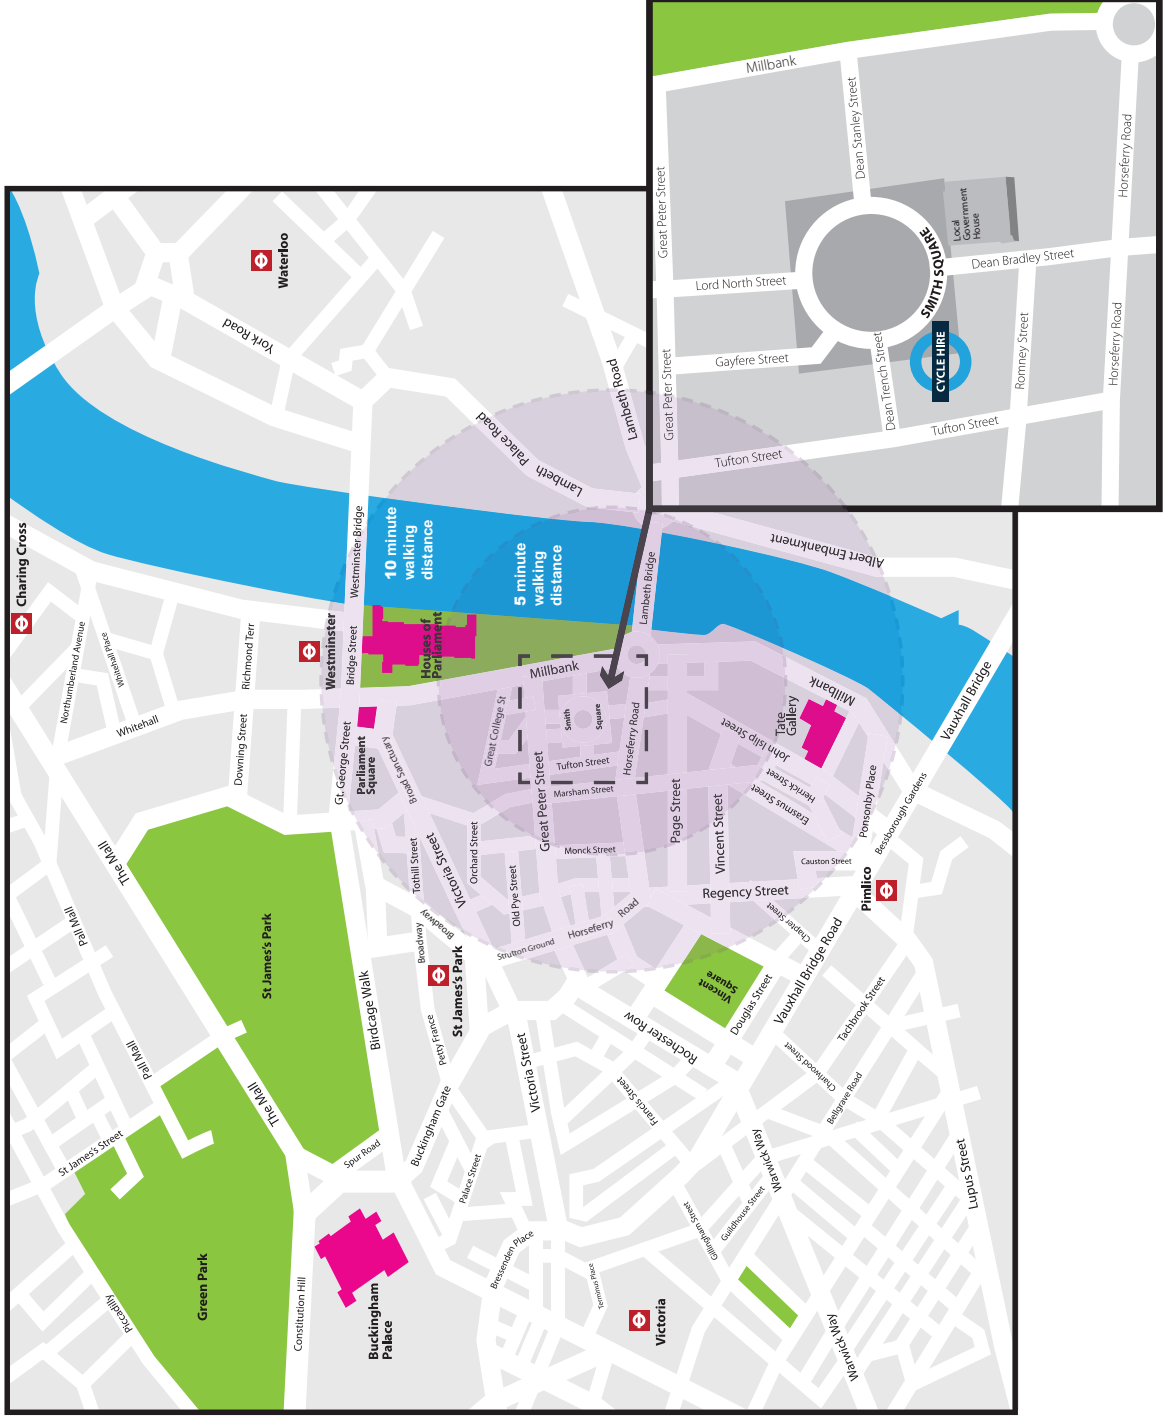 Millbank
Dean Stanley Street
Great Peter Street
Horseferry Road
Local
Government
House
SMITH SQUARE
Dean Bradley Street
Lord North Street
Gayfere Street
Dean Trench Street
CYCLE HIRE
Romney Street
Horseferry Road
Great Peter Street
Tufton Street
Tufton Street
Waterloo
York Road
Lambeth Road
Lambeth Palace Road
Charing Cross
Westminster Bridge
10 minute
walking
distance
5 minute
walking
distance
Lambeth Bridge
Albert Embankment
Northumberland Avenue
Whitehall Place
Richmond Terr
Westminster
Bridge Street
Houses of
Parliament
Whitehall
Downing Street
Gt. George Street
Parliament
Square
Broad Sanctuary
Great College St
Millbank
Smith
Square
Horseferry Road
Tufton Street
Marsham Street
Great Peter Street
John Islip Street
Tate
Gallery
Millbank
Vauxhall Bridge
Herrick Street
Erasmus Street
Ponsonby Place
Bessborough Gardens
Page Street
Vincent Street
Monck Street
Causton Street
Pimlico
Regency Street
The Mall
Pall Mall
St James's Park
Tothill Street
Victoria Street
Orchard Street
Old Pye Street
Broadway
Broadway
St James's Park
Strutton Ground
Horseferry Road
Chapter Street
Vincent
Square
Douglas Street
Vauxhall Bridge Road
Tachbrook Street
Birdcage Walk
Petty France
Rochester Row
Charlwood Street
Bellgrave Road
Pall Mall
The Mall
Victoria Street
Buckingham Gate
Francis Street
St James's Street
Spur Road
Palace Street
Warwick Way
Guildhouse Street
Gillingham Street
Lupus Street
Green Park
Piccadilly
Constitution Hill
Buckingham
Palace
Bressenden Place
Terminus Place
Victoria
Warwick Way